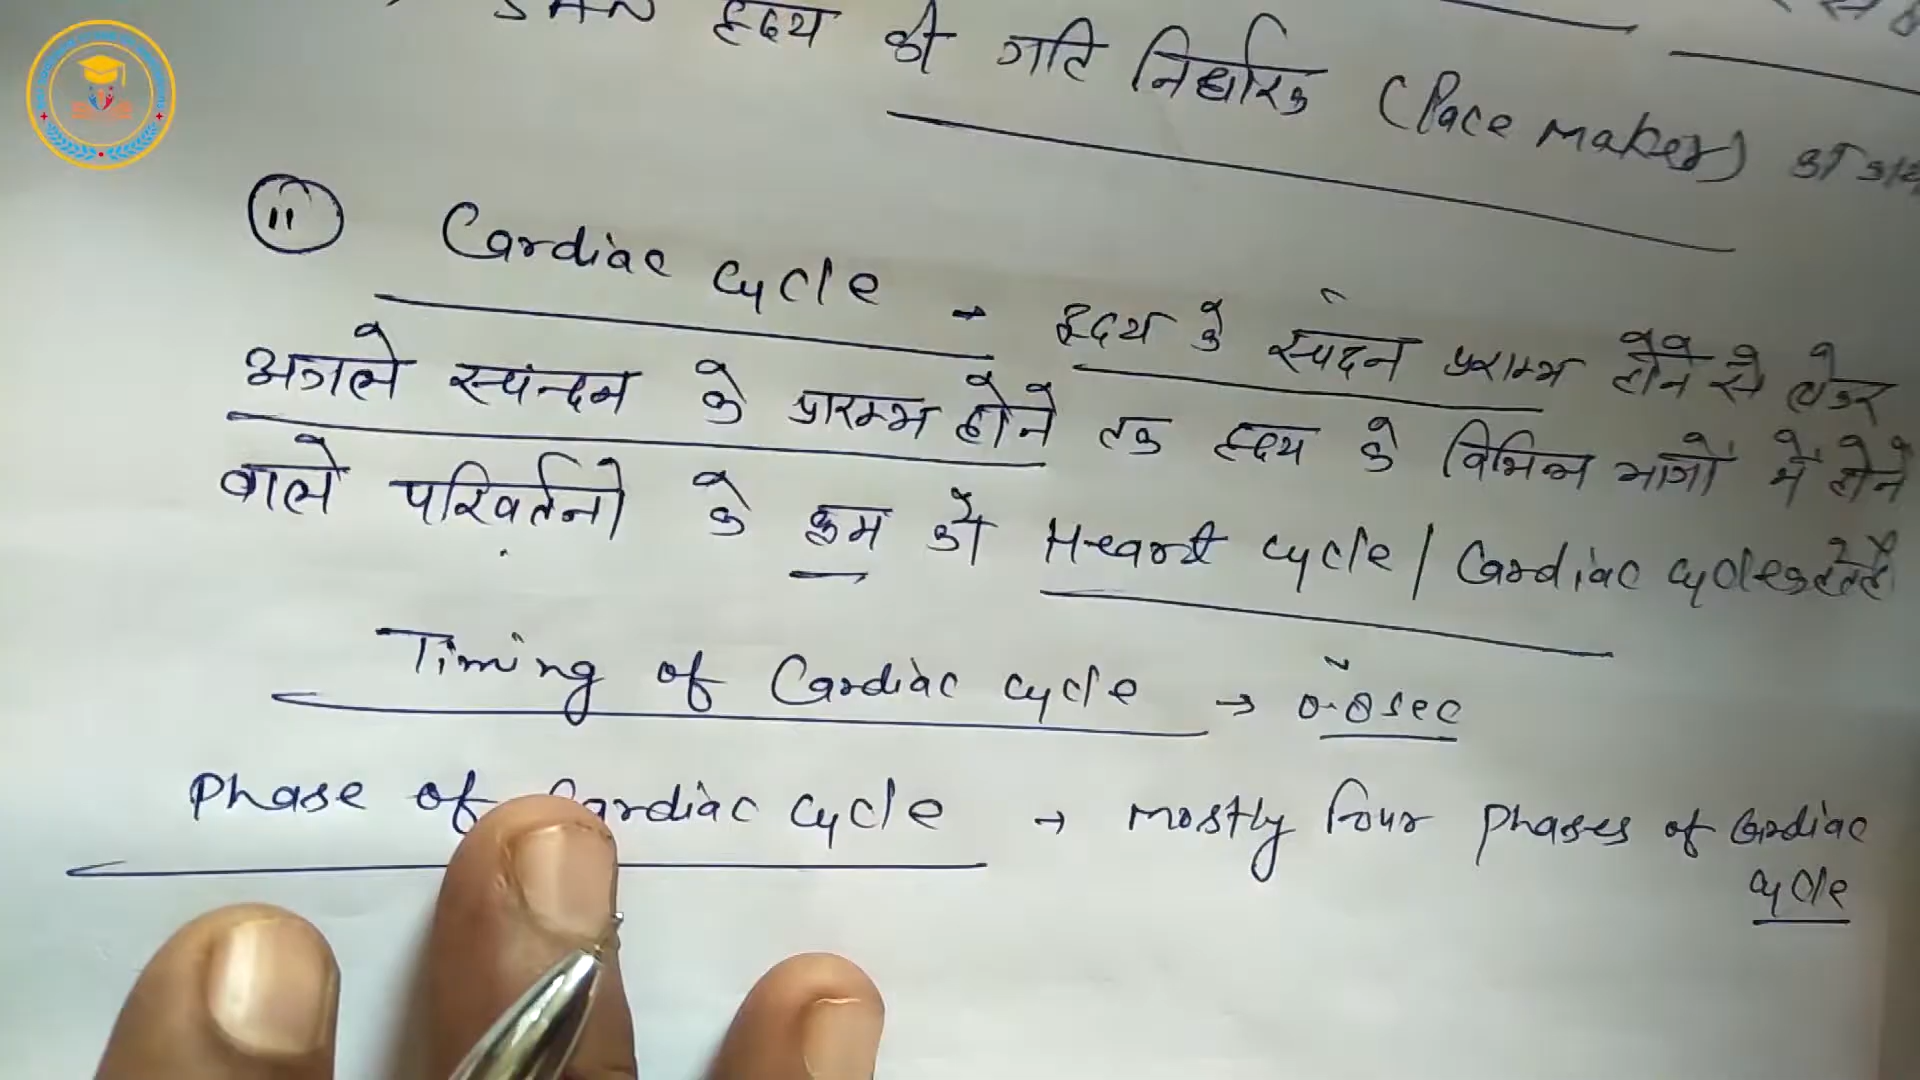 SAN हृदय की गति निर्धारक (Pace maker) का
(ii) Cardiac cycle - हृदय के स्पंदन प्रारम्भ होने से लेकर
अगले स्पंन्दन के प्रारम्भ होने तक हृदय के विभिन्न भागों में होने
वाले परिवर्तनो के क्रम को Heart cycle / Cardiac cycle कहते हैं
Timing of Cardiac cycle → 0.8 sec
Phase of Cardiac cycle → mostly four phases of Cardiac
cycle